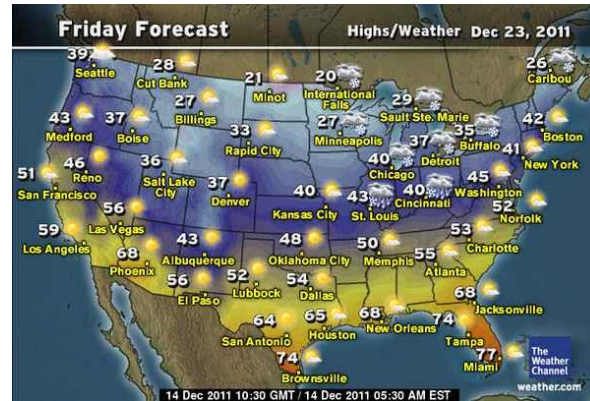 Friday Forecast
Highs/Weather Dec 23, 2011
39
Seattle
28
Cut Bank
21
Minot
20
International
Falls
26
Caribou
27
Billings
29
Sault Ste. Marie
43
Medford
37
Boise
33
Rapid City
27
Minneapolis
37
Detroit
35
Buffalo
42
Boston
41
New York
51
San Francisco
46
Reno
36
Salt Lake
City
37
Denver
40
Kansas City
40
Chicago
43
St. Louis
40
Cincinnati
45
Washington
52
Norfolk
56
Las Vegas
59
Los Angeles
68
Phoenix
43
Albuquerque
48
Oklahoma City
50
Memphis
55
Atlanta
53
Charlotte
56
El Paso
52
Lubbock
54
Dallas
64
San Antonio
65
Houston
68
New Orleans
68
Jacksonville
74
Tampa
77
Miami
74
Brownsville
The
Weather
Channel
weather.com
14 Dec 2011 10:30 GMT / 14 Dec 2011 05:30 AM EST